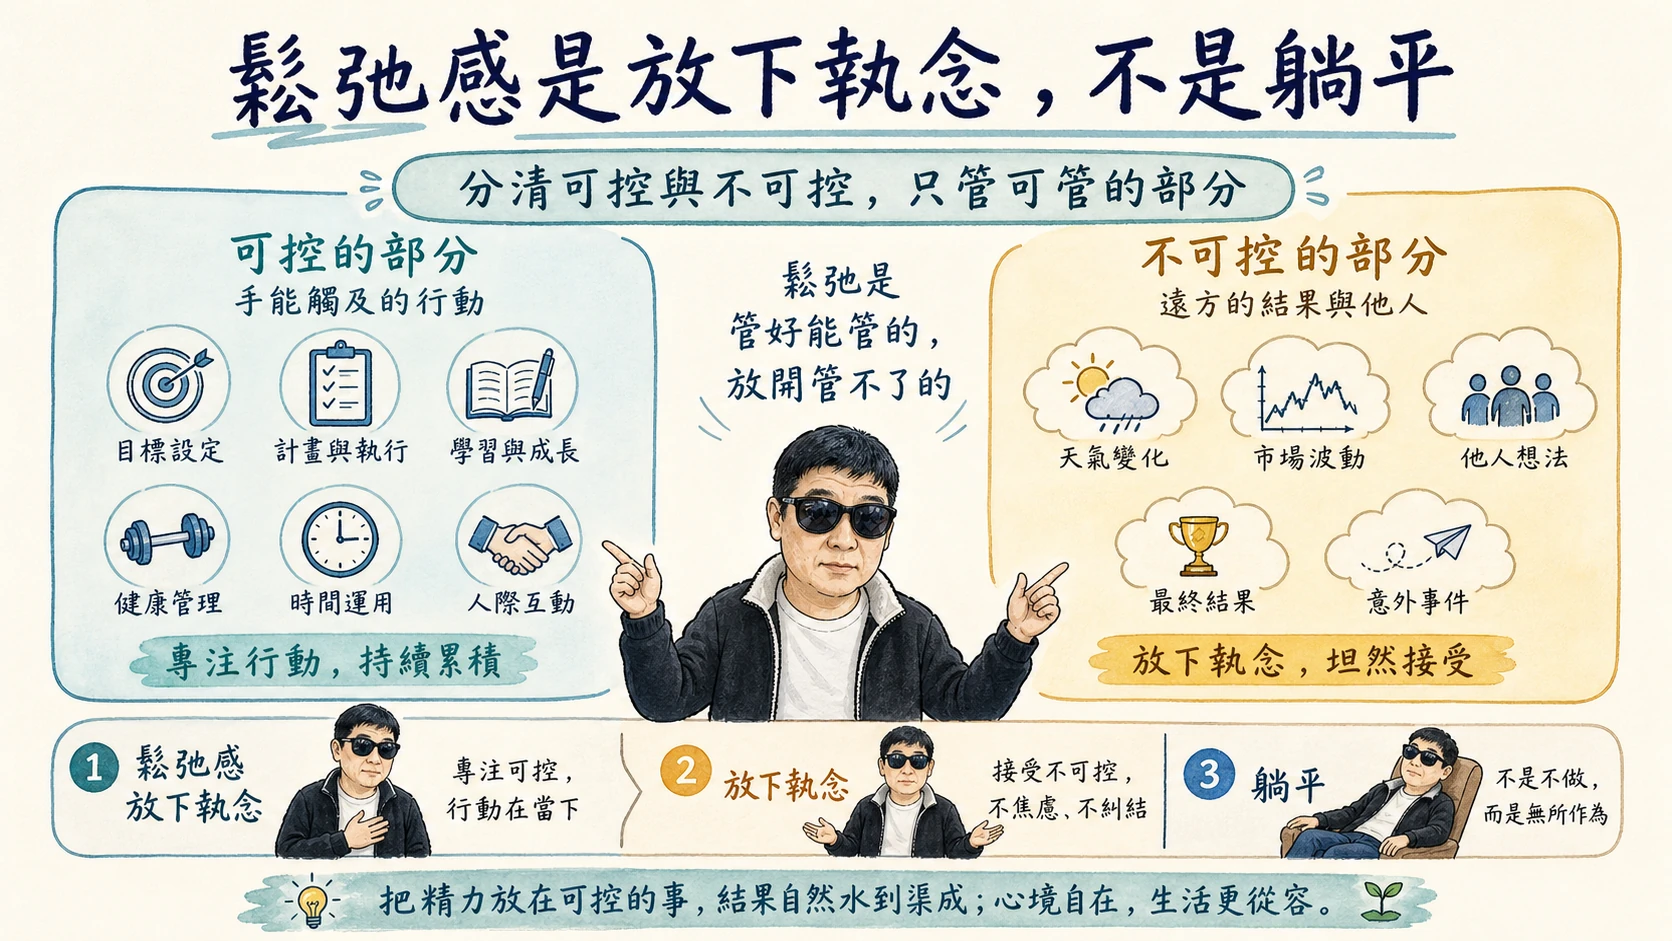 鬆弛感是放下執念，不是躺平
分清可控與不可控，只管可管的部分
可控的部分
手能觸及的行動
目標設定
計畫與執行
學習與成長
健康管理
時間運用
人際互動
專注行動，持續累積
鬆弛是
管好能管的，
放開管不了的
不可控的部分
遠方的結果與他人
天氣變化
市場波動
他人想法
最終結果
意外事件
放下執念，坦然接受
1
鬆弛感
放下執念
專注可控，
行動在當下
2
放下執念
接受不可控，
不焦慮、不糾結
3
躺平
不是不做，
而是無所作為
把精力放在可控的事，結果自然水到渠成；心境自在，生活更從容。